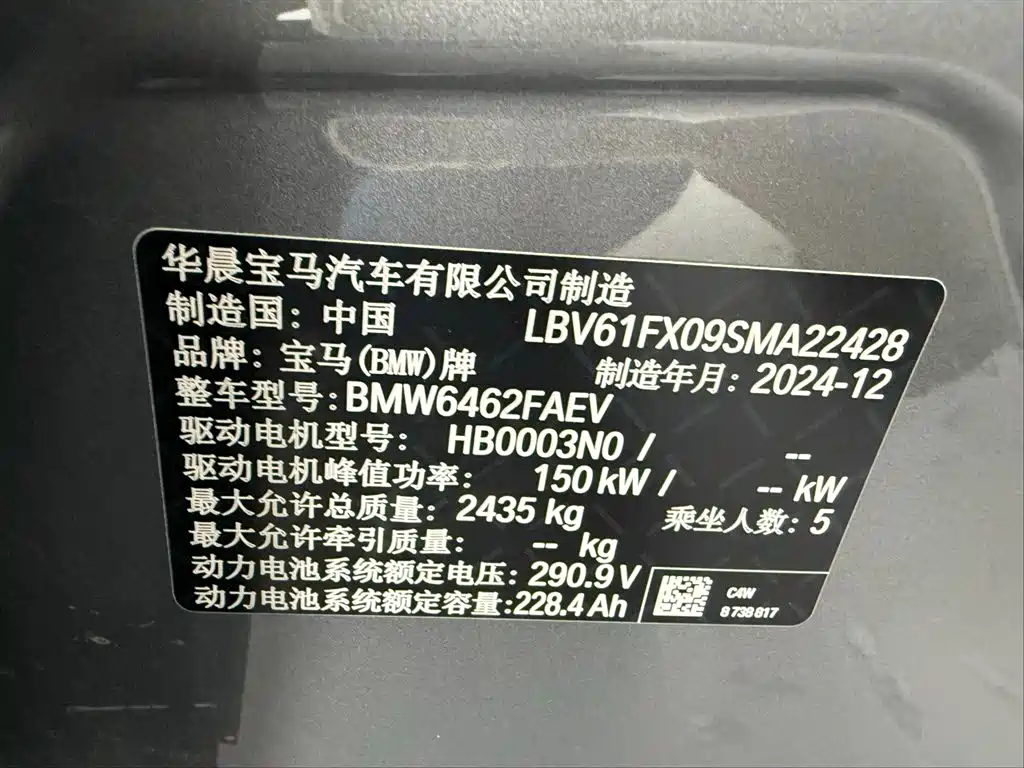 华晨宝马汽车有限公司制造
制造国：中国 LBV61FX09SMA22428
品牌：宝马(BMW)牌 制造年月：2024-12
整车型号:BMW6462FAEV
驱动电机型号： HB0003N0 / --
驱动电机峰值功率： 150 kW / -- kW
最大允许总质量：2435 kg 乘坐人数：5
最大允许牵引质量： -- kg
动力电池系统额定电压：290.9 V
动力电池系统额定容量:228.4 Ah
C4W
8 738 817